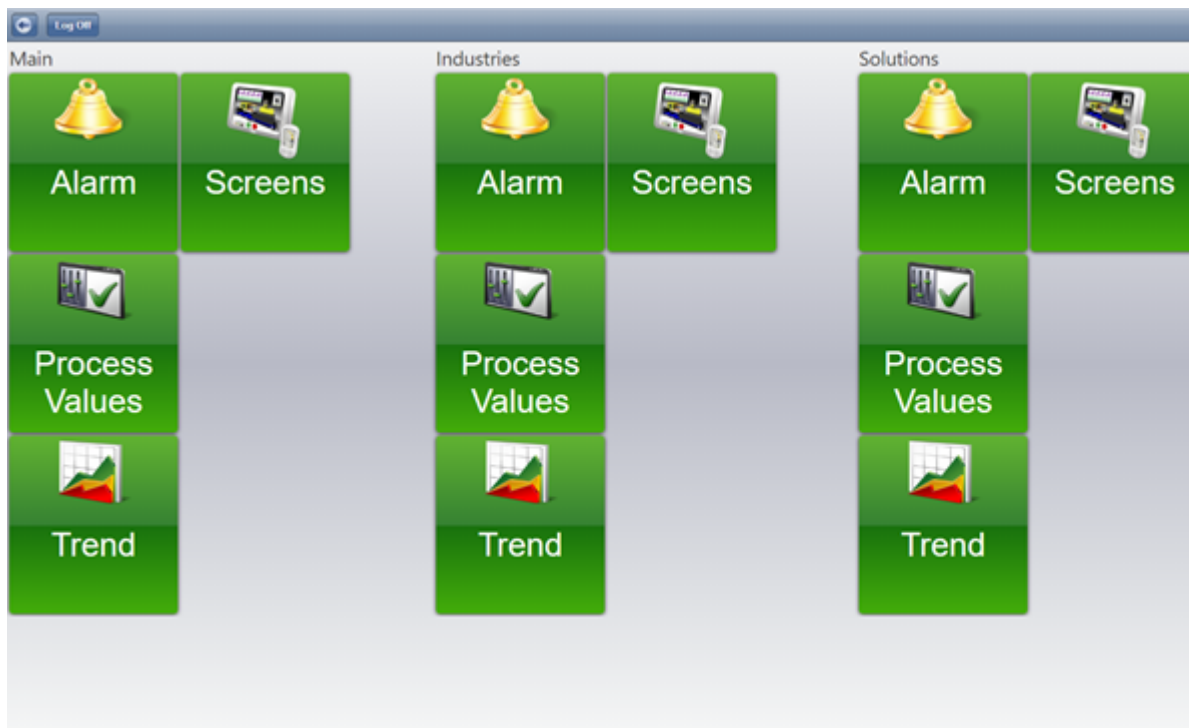 Log Off
Main
Industries
Solutions
Alarm
Screens
Alarm
Screens
Alarm
Screens
Process
Values
Process
Values
Process
Values
Trend
Trend
Trend